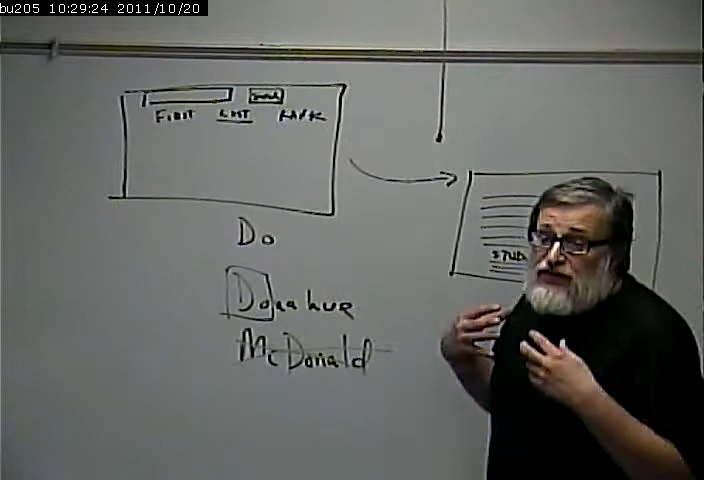 bu205 10:29:24 2011/10/20
FIRST LAST RANK
Do
Donahue
McDonald